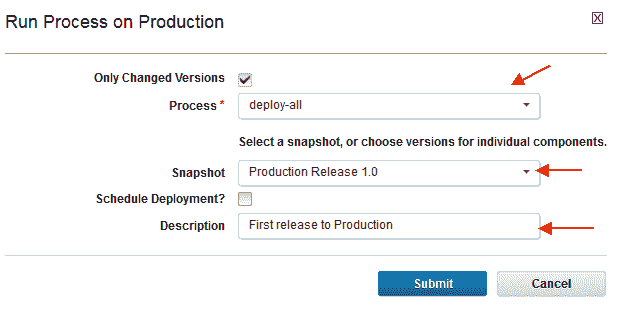 Run Process on Production
Only Changed Versions
Process * deploy-all
Select a snapshot, or choose versions for individual components.
Snapshot Production Release 1.0
Schedule Deployment?
Description First release to Production
Submit Cancel